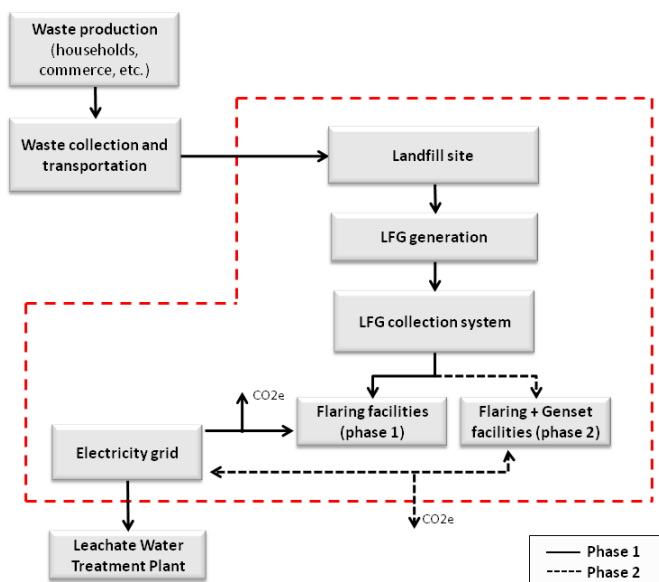 Waste production
(households,
commerce, etc.)
Waste collection and
transportation
Landfill site
LFG generation
LFG collection system
CO2e
Flaring facilities
(phase 1)
Flaring + Genset
facilities (phase 2)
Electricity grid
CO2e
Leachate Water
Treatment Plant
Phase 1
Phase 2